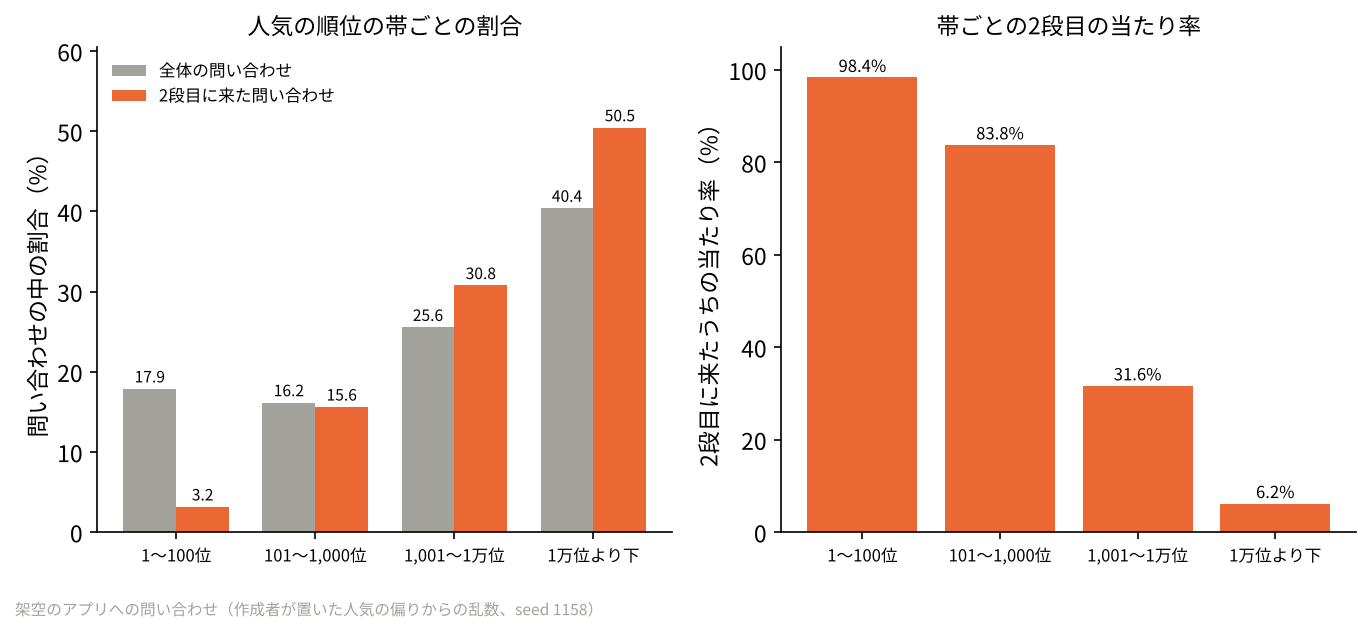 人気の順位の帯ごとの割合
問い合わせの中の割合（%）
60
50
40
30
20
10
0
全体の問い合わせ
2段目に来た問い合わせ
17.9
3.2
16.2
15.6
25.6
30.8
40.4
50.5
1〜100位
101〜1,000位
1,001〜1万位
1万位より下
帯ごとの2段目の当たり率
2段目に来たうちの当たり率（%）
100
80
60
40
20
0
98.4%
83.8%
31.6%
6.2%
1〜100位
101〜1,000位
1,001〜1万位
1万位より下
架空のアプリへの問い合わせ（作成者が置いた人気の偏りからの乱数、seed 1158）